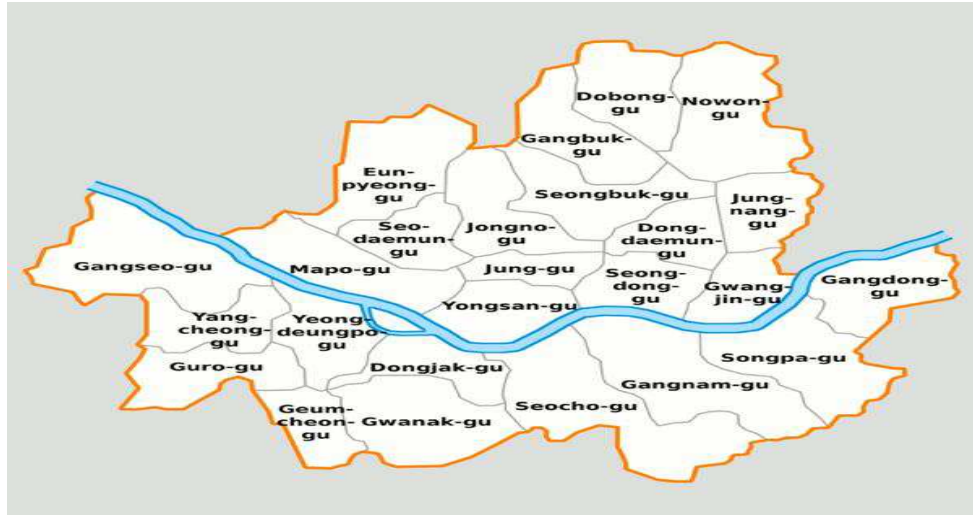 Dobong-
gu
Nowon-
gu
Gangbuk-
gu
Eun-
pyeong-
gu
Seongbuk-gu
Jung-
nang-
gu
Seo-
daemun-
gu
Jongno-
gu
Dong-
daemun-
gu
Gangseo-gu
Mapo-gu
Jung-gu
Seong-
dong-
gu
Gwang-
jin-gu
Gangdong-
gu
Yongsan-gu
Yang-
cheong-
gu
Yeong-
deungpo-
gu
Guro-gu
Dongjak-gu
Songpa-gu
Gangnam-gu
Geum-
cheon-
gu
Gwanak-gu
Seocho-gu